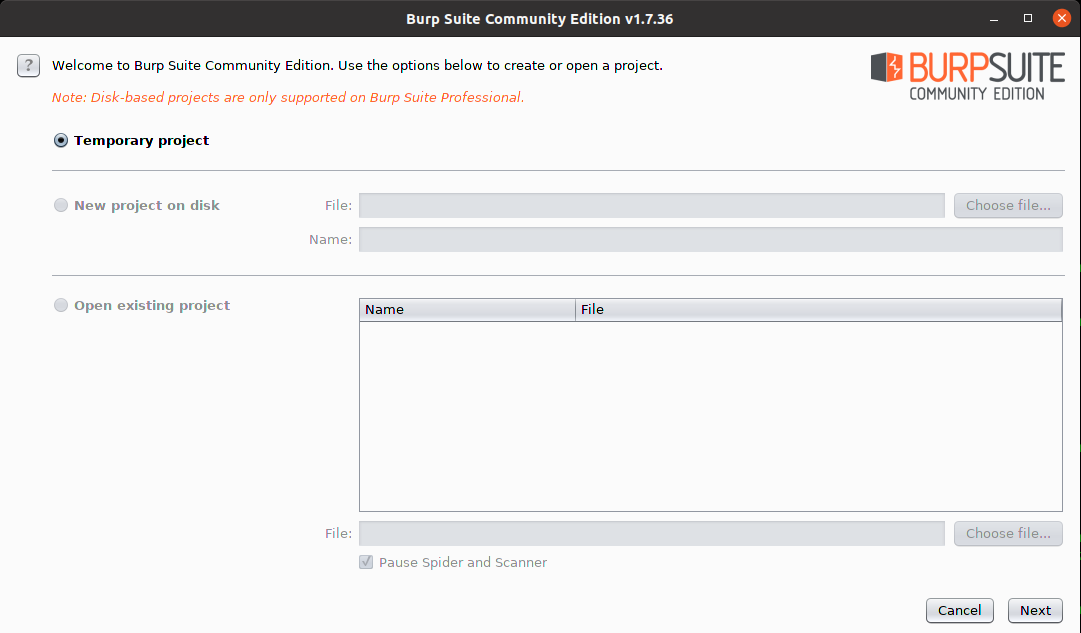 Burp Suite Community Edition v1.7.36
? Welcome to Burp Suite Community Edition. Use the options below to create or open a project.
BURPSUITE
COMMUNITY EDITION
Note: Disk-based projects are only supported on Burp Suite Professional.
Temporary project
New project on disk
File:
Choose file...
Name:
Open existing project
Name File
File:
Choose file...
Pause Spider and Scanner
Cancel
Next